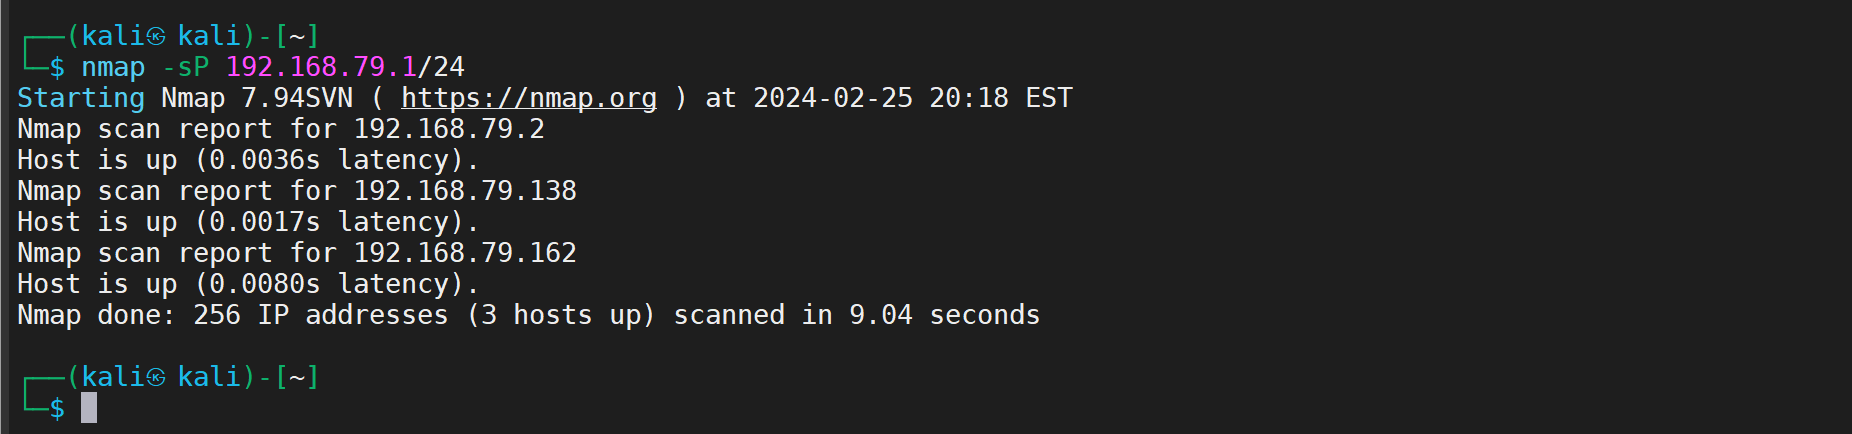 ┌──(kali㉿kali)-[~]
└─$ nmap -sP 192.168.79.1/24
Starting Nmap 7.94SVN ( https://nmap.org ) at 2024-02-25 20:18 EST
Nmap scan report for 192.168.79.2
Host is up (0.0036s latency).
Nmap scan report for 192.168.79.138
Host is up (0.0017s latency).
Nmap scan report for 192.168.79.162
Host is up (0.0080s latency).
Nmap done: 256 IP addresses (3 hosts up) scanned in 9.04 seconds
┌──(kali㉿kali)-[~]
└─$